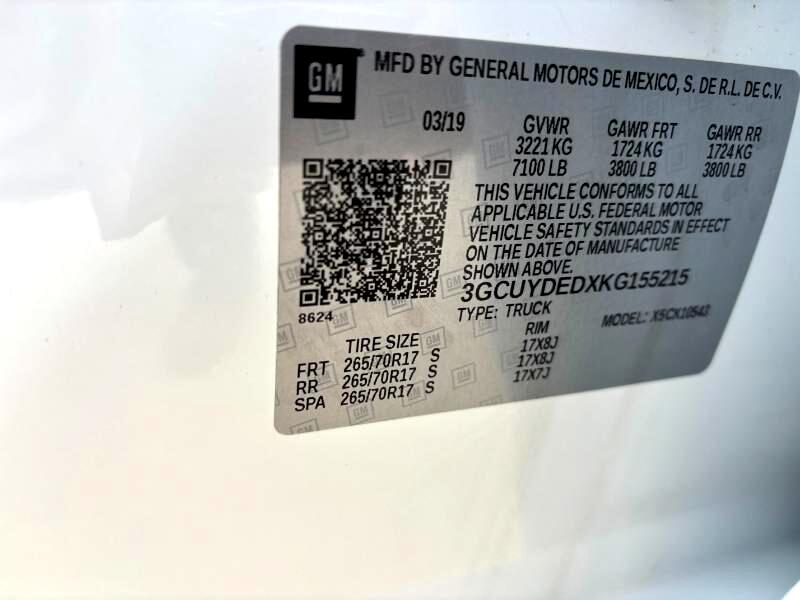 GM MFD BY GENERAL MOTORS DE MEXICO, S. DE R.L. DE C.V.
03/19 GVWR GAWR FRT GAWR RR
3221 KG 1724 KG 1724 KG
7100 LB 3800 LB 3800 LB
THIS VEHICLE CONFORMS TO ALL
APPLICABLE U.S. FEDERAL MOTOR
VEHICLE SAFETY STANDARDS IN EFFECT
ON THE DATE OF MANUFACTURE
SHOWN ABOVE.
3GCUYDEDXKG155215
8624
TYPE: TRUCK MODEL: X5CK10543
TIRE SIZE RIM
FRT 265/70R17 S 17X8J
RR 265/70R17 S 17X8J
SPA 265/70R17 S 17X7J